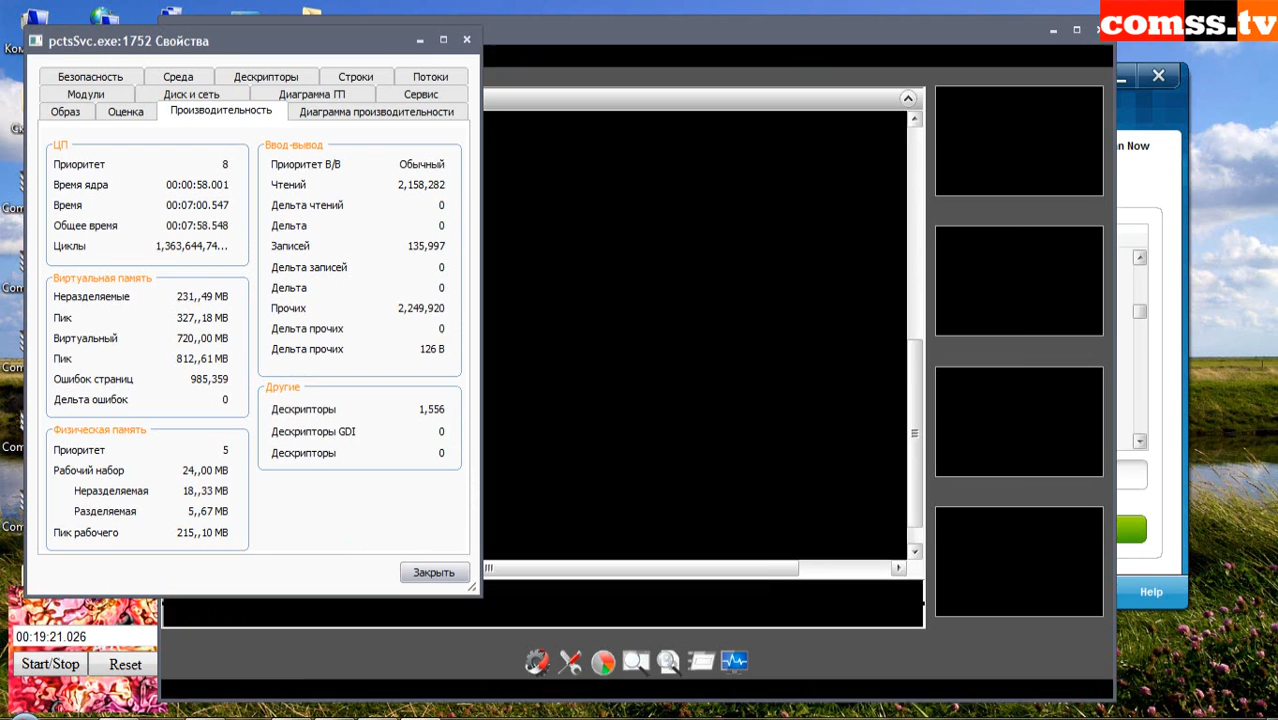 comss.tv
pctsSvc.exe:1752 Свойства
Безопасность Среда Дескрипторы Строки Потоки
Модули Диск и сеть Диаграмма ГП Сервис
Образ Оценка Производительность Диаграмма производительности
ЦП
Приоритет 8
Время ядра 00:00:58.001
Время 00:07:00.547
Общее время 00:07:58.548
Циклы 1,363,644,74...
Виртуальная память
Неразделяемые 231,,49 MB
Пик 327,,18 MB
Виртуальный 720,,00 MB
Пик 812,,61 MB
Ошибок страниц 985,359
Дельта ошибок 0
Физическая память
Приоритет 5
Рабочий набор 24,,00 MB
Неразделяемая 18,,33 MB
Разделяемая 5,,67 MB
Пик рабочего 215,,10 MB
Ввод-вывод
Приоритет В/В Обычный
Чтений 2,158,282
Дельта чтений 0
Дельта 0
Записей 135,997
Дельта записей 0
Дельта 0
Прочих 2,249,920
Дельта прочих 0
Дельта прочих 126 B
Другие
Дескрипторы 1,556
Дескрипторы GDI 0
Дескрипторы 0
Закрыть
n Now
Help
00:19:21.026
Start/Stop Reset